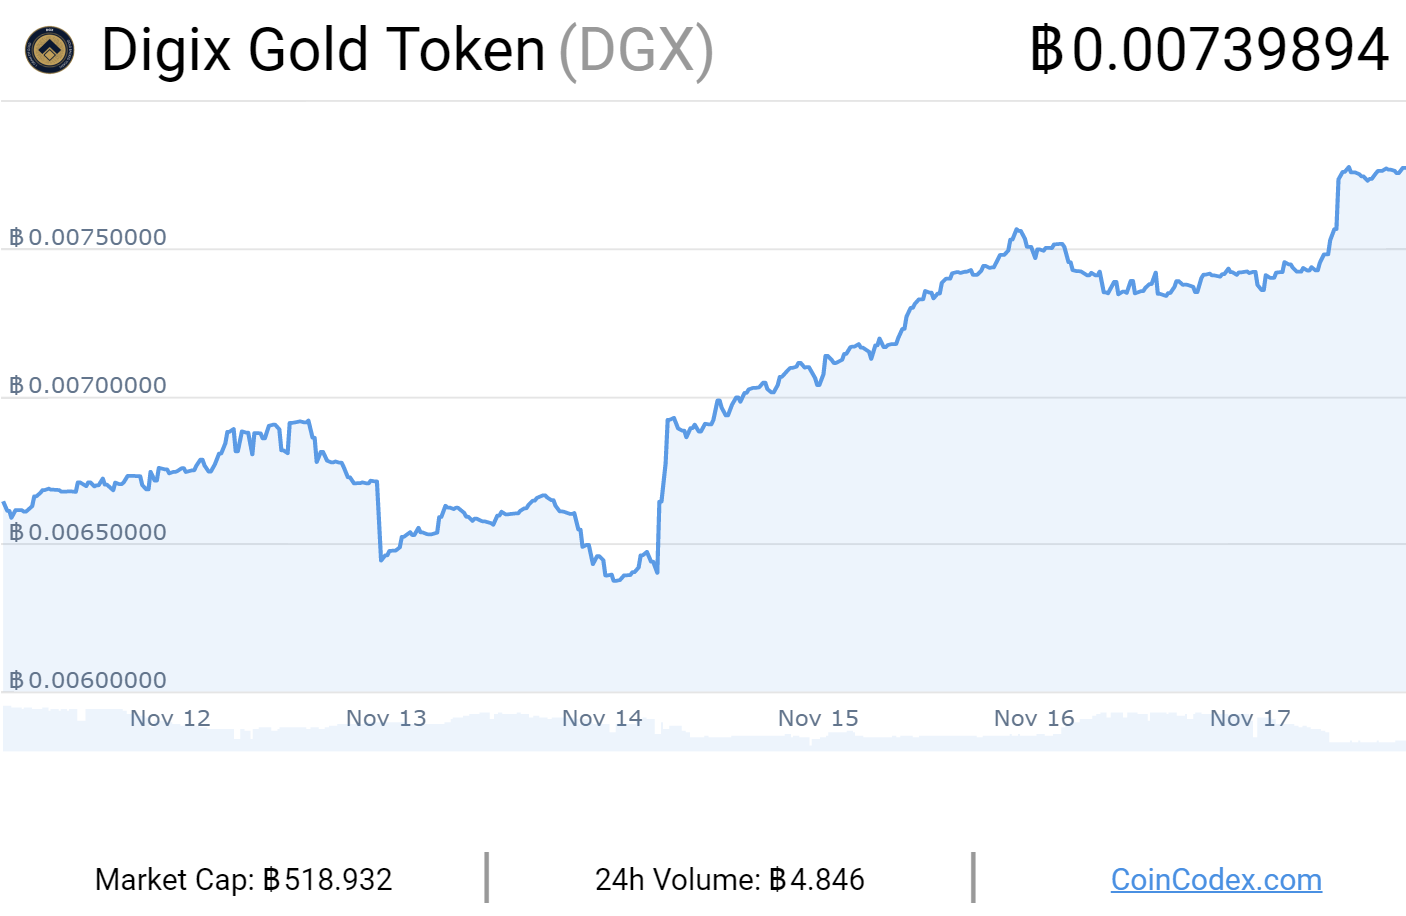 Digix Gold Token (DGX) ฿0.00739894
฿0.00750000
฿0.00700000
฿0.00650000
฿0.00600000
Nov 12 Nov 13 Nov 14 Nov 15 Nov 16 Nov 17
Market Cap: ฿518.932 24h Volume: ฿4.846 CoinCodex.com